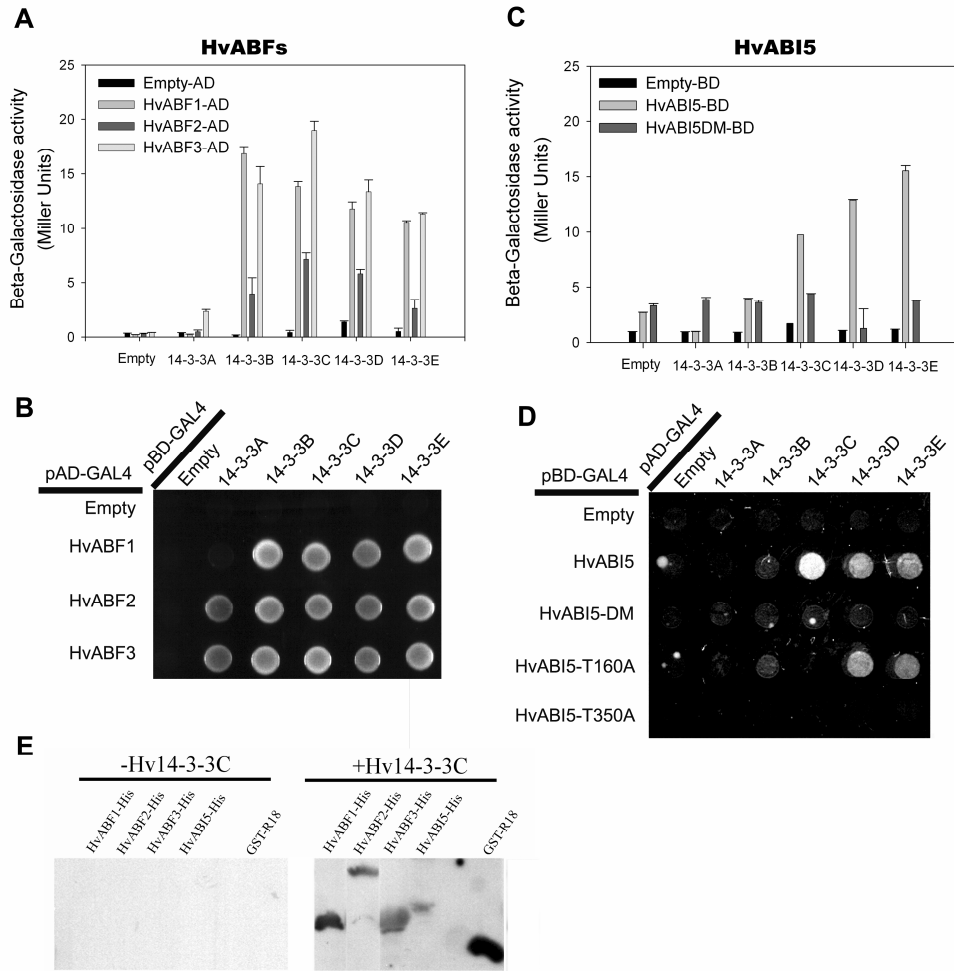 A
HvABFs
Beta-Galactosidase activity
(Miller Units)
25
20
15
10
5
0
Empty-AD
HvABF1-AD
HvABF2-AD
HvABF3-AD
Empty
14-3-3A
14-3-3B
14-3-3C
14-3-3D
14-3-3E
C
HvABI5
Beta-Galactosidase activity
(Miller Units)
25
20
15
10
5
0
Empty-BD
HvABI5-BD
HvABI5DM-BD
Empty
14-3-3A
14-3-3B
14-3-3C
14-3-3D
14-3-3E
B
pBD-GAL4
pAD-GAL4
Empty
14-3-3A
14-3-3B
14-3-3C
14-3-3D
14-3-3E
Empty
HvABF1
HvABF2
HvABF3
D
pAD-GAL4
pBD-GAL4
Empty
14-3-3A
14-3-3B
14-3-3C
14-3-3D
14-3-3E
Empty
HvABI5
HvABI5-DM
HvABI5-T160A
HvABI5-T350A
E
-Hv14-3-3C
HvABF1-His
HvABF2-His
HvABF3-His
HvABI5-His
GST-R18
+Hv14-3-3C
HvABF1-His
HvABF2-His
HvABF3-His
HvABI5-His
GST-R18